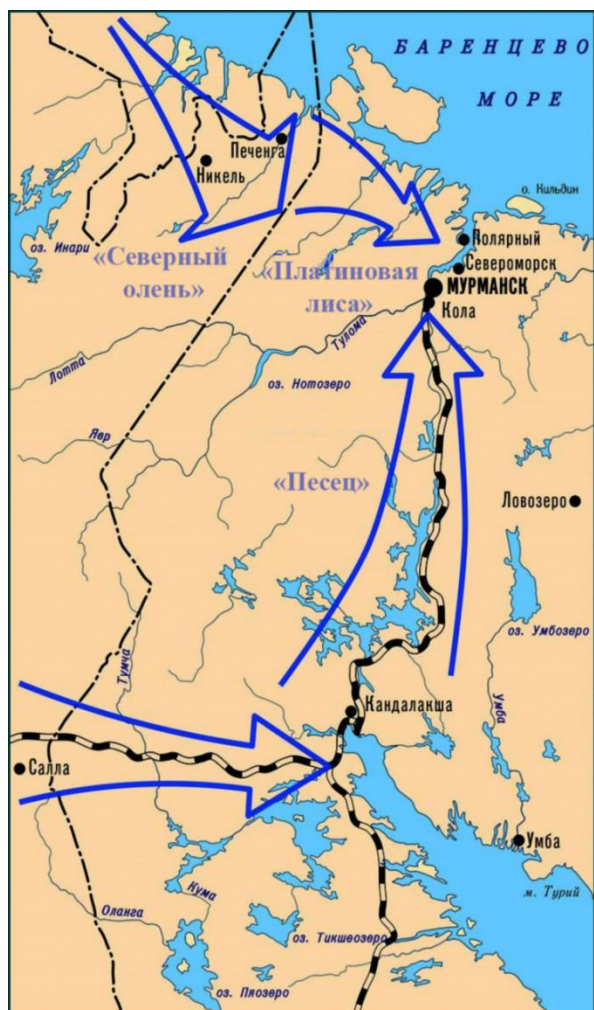 БАРЕНЦЕВО
МОРЕ
Печенга
Никель
о. Кильдин
оз. Инари
«Северный
олень»
«Платиновая
лиса»
Полярный
Североморск
МУРМАНСК
Кола
Тулома
Лотта
оз. Нотозеро
Явр
«Песец»
Ловозеро
оз. Умбозеро
Тумча
Умба
Кандалакша
Салла
Умба
м. Турий
Кума
Оланга
оз. Тикшеозеро
оз. Пяозеро